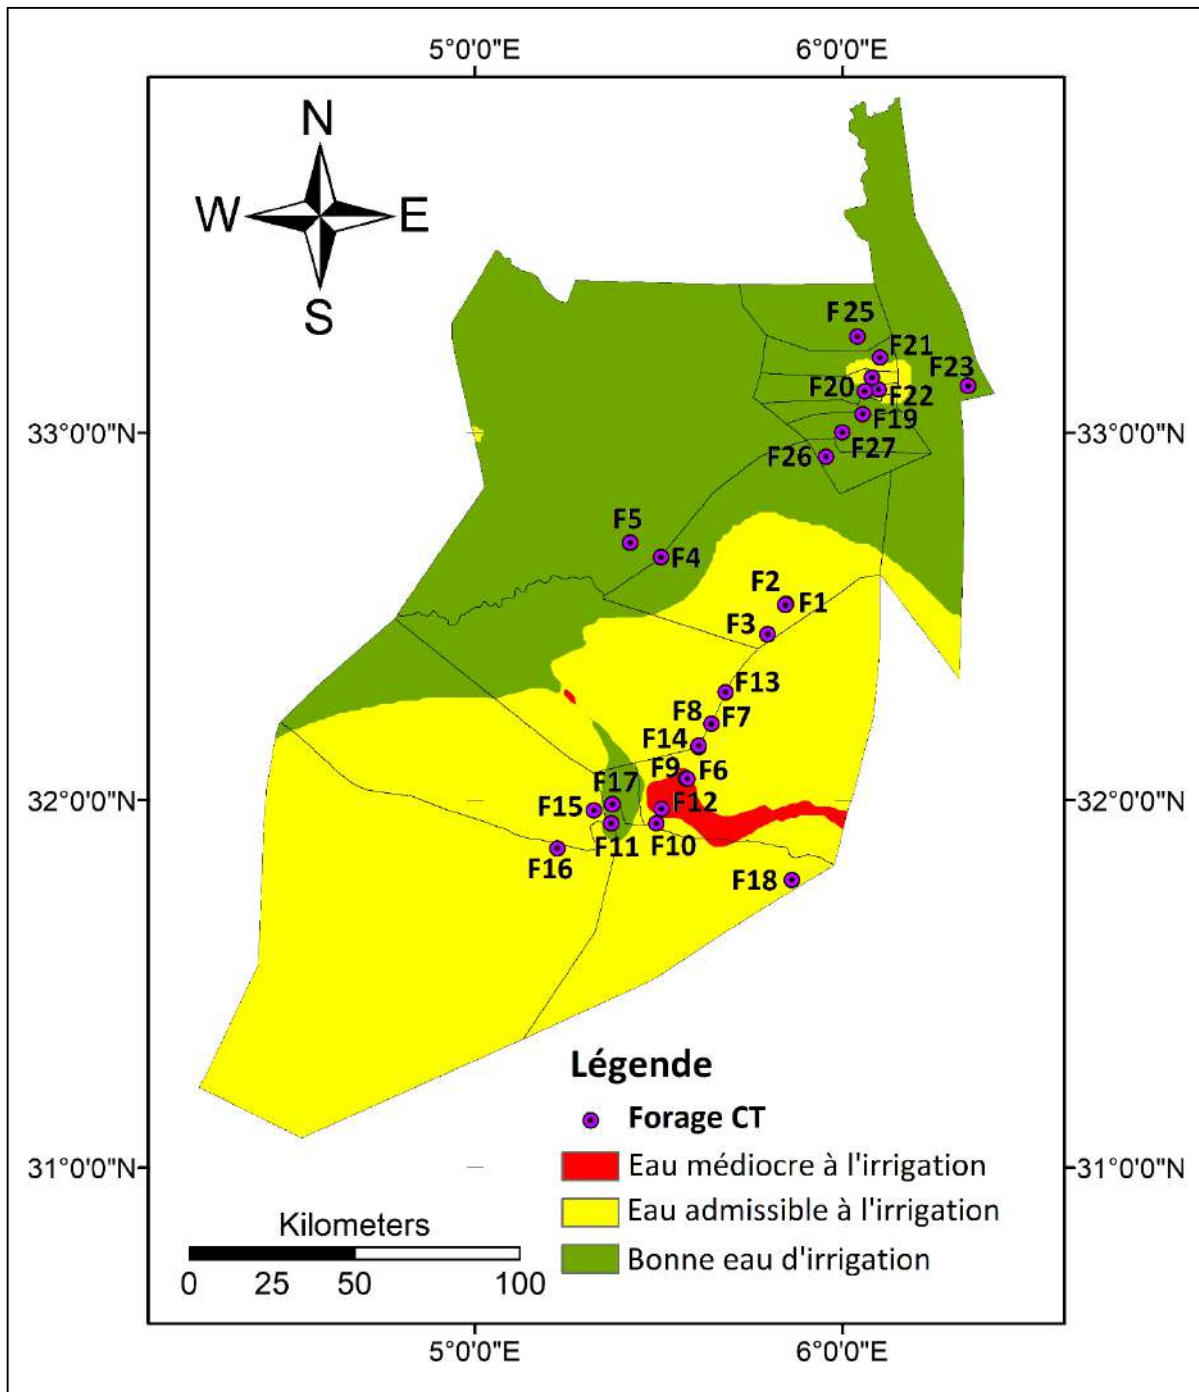 5°0'0"E 6°0'0"E
N
W E
S
F25
F21
F23
F20
F22
F19
33°0'0"N 33°0'0"N
F27
F26
F5
F4
F2
F1
F3
F13
F8
F7
F14
F9
F6
F17
32°0'0"N 32°0'0"N
F15
F12
F11
F10
F16
F18
Légende
Forage CT
31°0'0"N 31°0'0"N
Eau médiocre à l'irrigation
Eau admissible à l'irrigation
Bonne eau d'irrigation
Kilometers
0 25 50 100
5°0'0"E 6°0'0"E